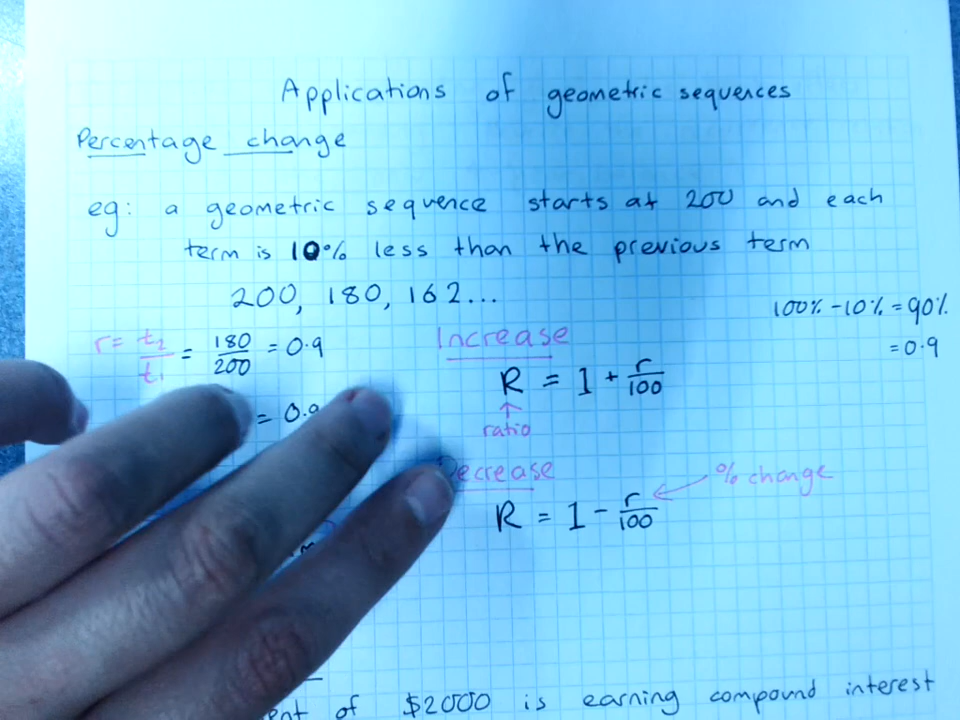 Applications of geometric sequences
Percentage change
eg: a geometric sequence starts at 200 and each
term is 10% less than the previous term
200, 180, 162...
100% - 10% = 90%
= 0.9
r = t₂/t₁ = 180/200 = 0.9
= 0.9
Increase
R = 1 + r/100
↑
ratio
Decrease
R = 1 - r/100 ← % change
of $2000 is earning compound interest